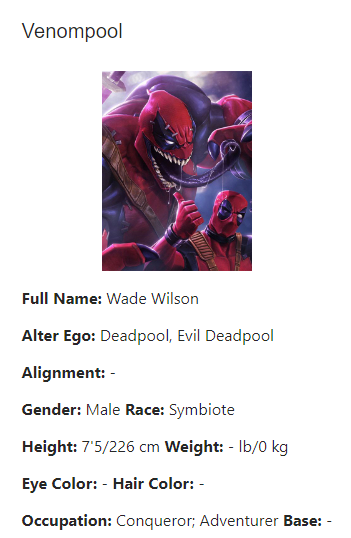 Venompool
Full Name: Wade Wilson
Alter Ego: Deadpool, Evil Deadpool
Alignment: -
Gender: Male Race: Symbiote
Height: 7'5/226 cm Weight: - lb/0 kg
Eye Color: - Hair Color: -
Occupation: Conqueror; Adventurer Base: -